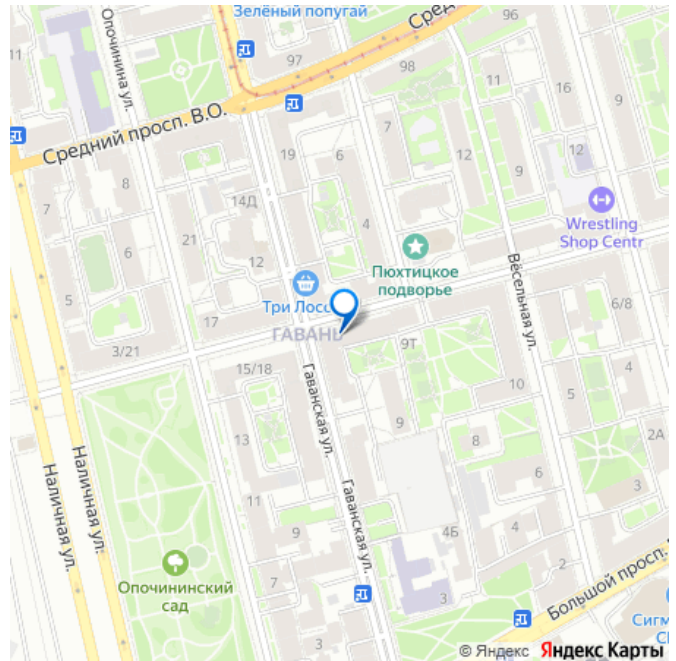 Зелёный попугай
96
Опочинина ул.
97
98
Средний просп. В.О.
11
16
9
19
6
7
12
12
8
7
14Д
4
Wrestling
Shop Centr
6
21
12
Пюхтицкое
подворье
Весельная ул.
5
Три Лосо
6/8
17
ГАВАНЬ
9Т
3/21
15/18
10
5
4
Гаванская ул.
13
9
8
2А
Наличная ул.
Наличная ул.
11
6
3
Гаванская ул.
9
4Б
4
Опочининский
сад
7
2
Большой просп.
3
3
© Яндекс Яндекс Карты